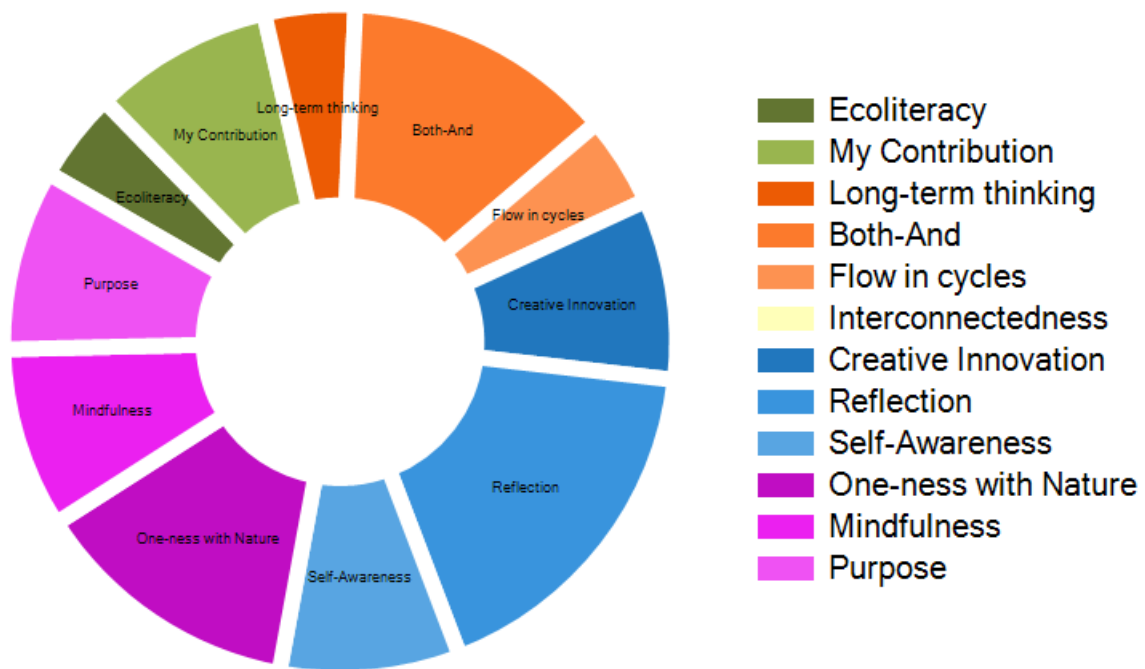 Long-term thinking
Both-And
My Contribution
Ecoliteracy
Flow in cycles
Purpose
Creative Innovation
Mindfulness
Reflection
One-ness with Nature
Self-Awareness
Ecoliteracy
My Contribution
Long-term thinking
Both-And
Flow in cycles
Interconnectedness
Creative Innovation
Reflection
Self-Awareness
One-ness with Nature
Mindfulness
Purpose